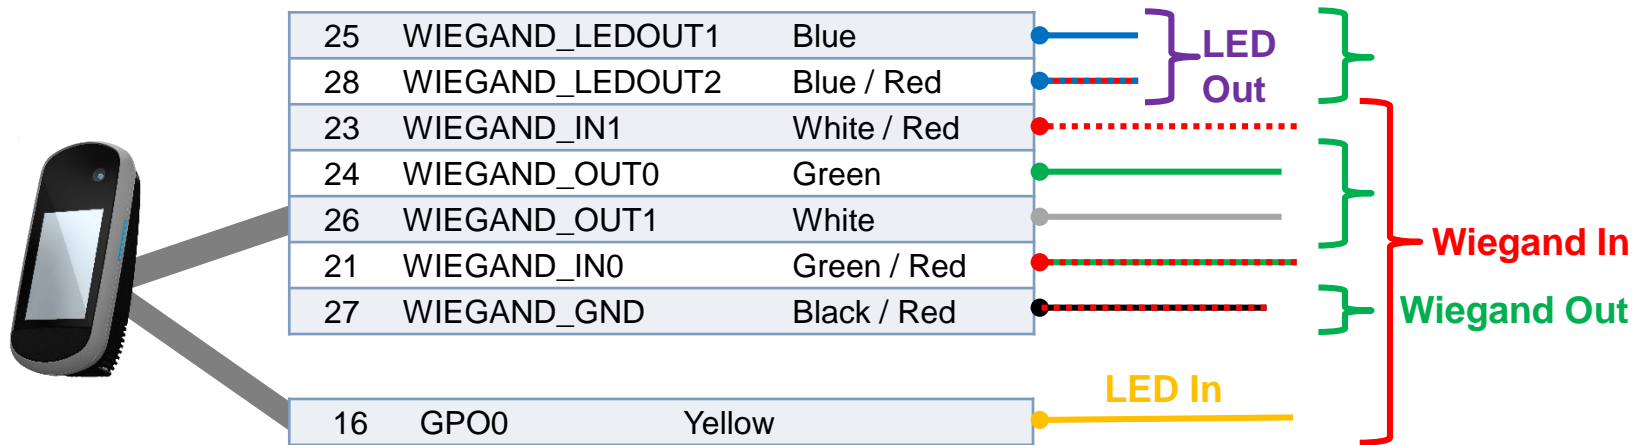 25 WIEGAND_LEDOUT1 Blue
28 WIEGAND_LEDOUT2 Blue / Red
23 WIEGAND_IN1 White / Red
24 WIEGAND_OUT0 Green
26 WIEGAND_OUT1 White
21 WIEGAND_IN0 Green / Red
27 WIEGAND_GND Black / Red
LED
Out
Wiegand In
Wiegand Out
LED In
16 GPO0 Yellow